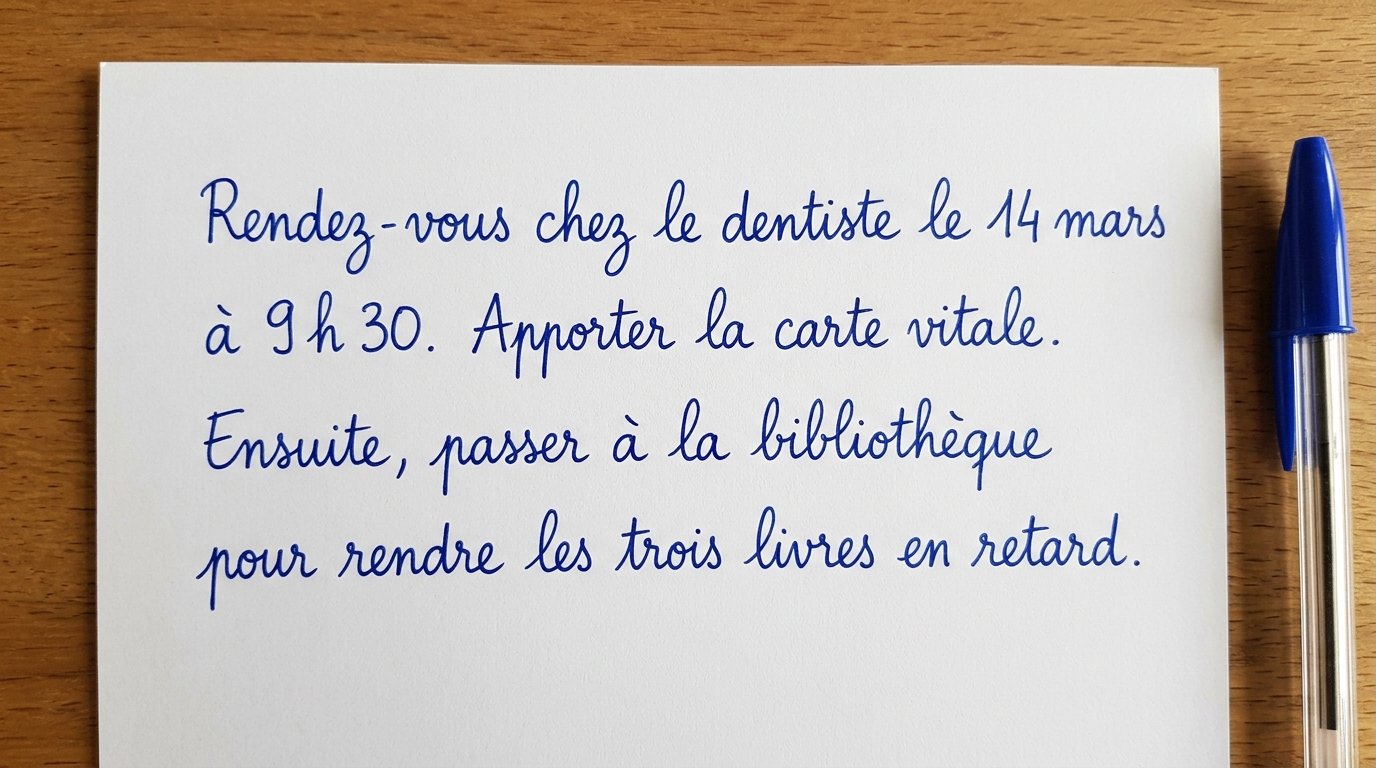 Rendez-vous chez le dentiste le 14 mars
à 9 h 30. Apporter la carte vitale.
Ensuite, passer à la bibliothèque
pour rendre les trois livres en retard.